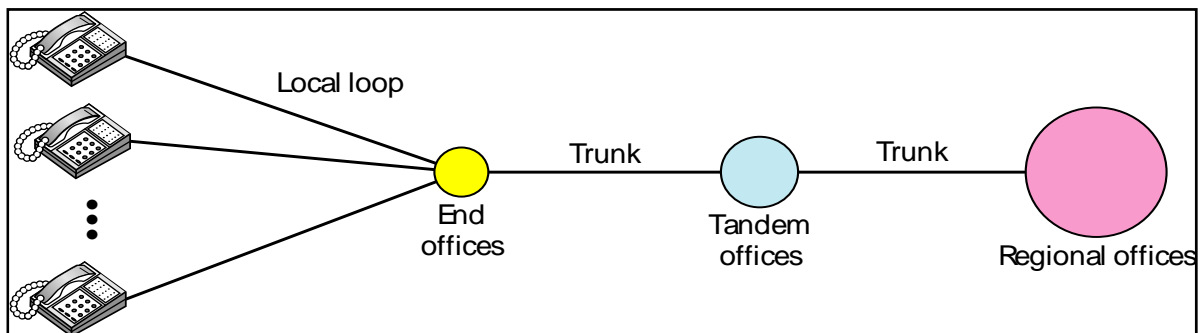 Local loop
Trunk
Trunk
End
offices
Tandem
offices
Regional offices